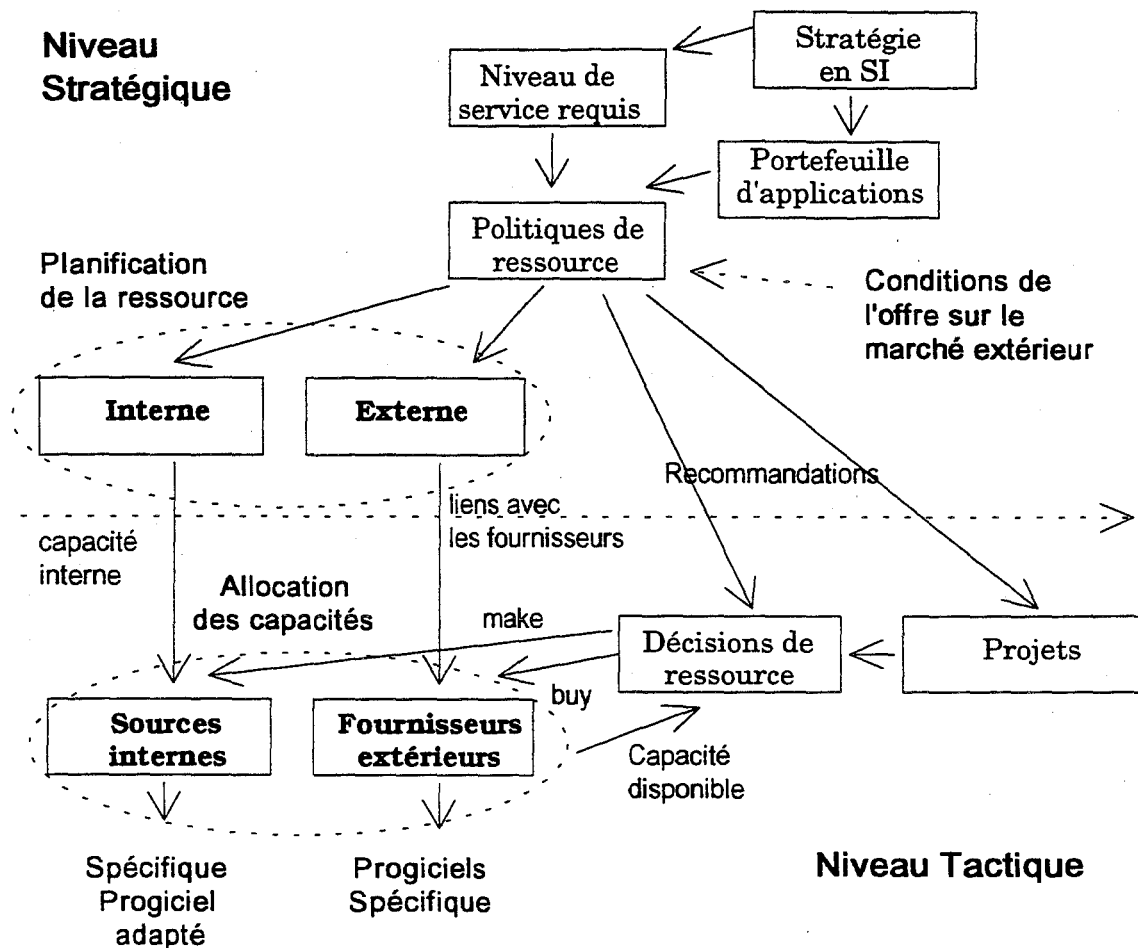 Niveau
Stratégique
Stratégie
en SI
Niveau de
service requis
Portefeuille
d'applications
Politiques de
ressource
Planification
de la ressource
Conditions de
l'offre sur le
marché extérieur
Interne
Externe
Recommandations
liens avec
les fournisseurs
capacité
interne
Allocation
des capacités
make
Décisions de
ressource
Projets
buy
Sources
internes
Fournisseurs
extérieurs
Capacité
disponible
Spécifique
Progiciel
adapté
Progiciels
Spécifique
Niveau Tactique